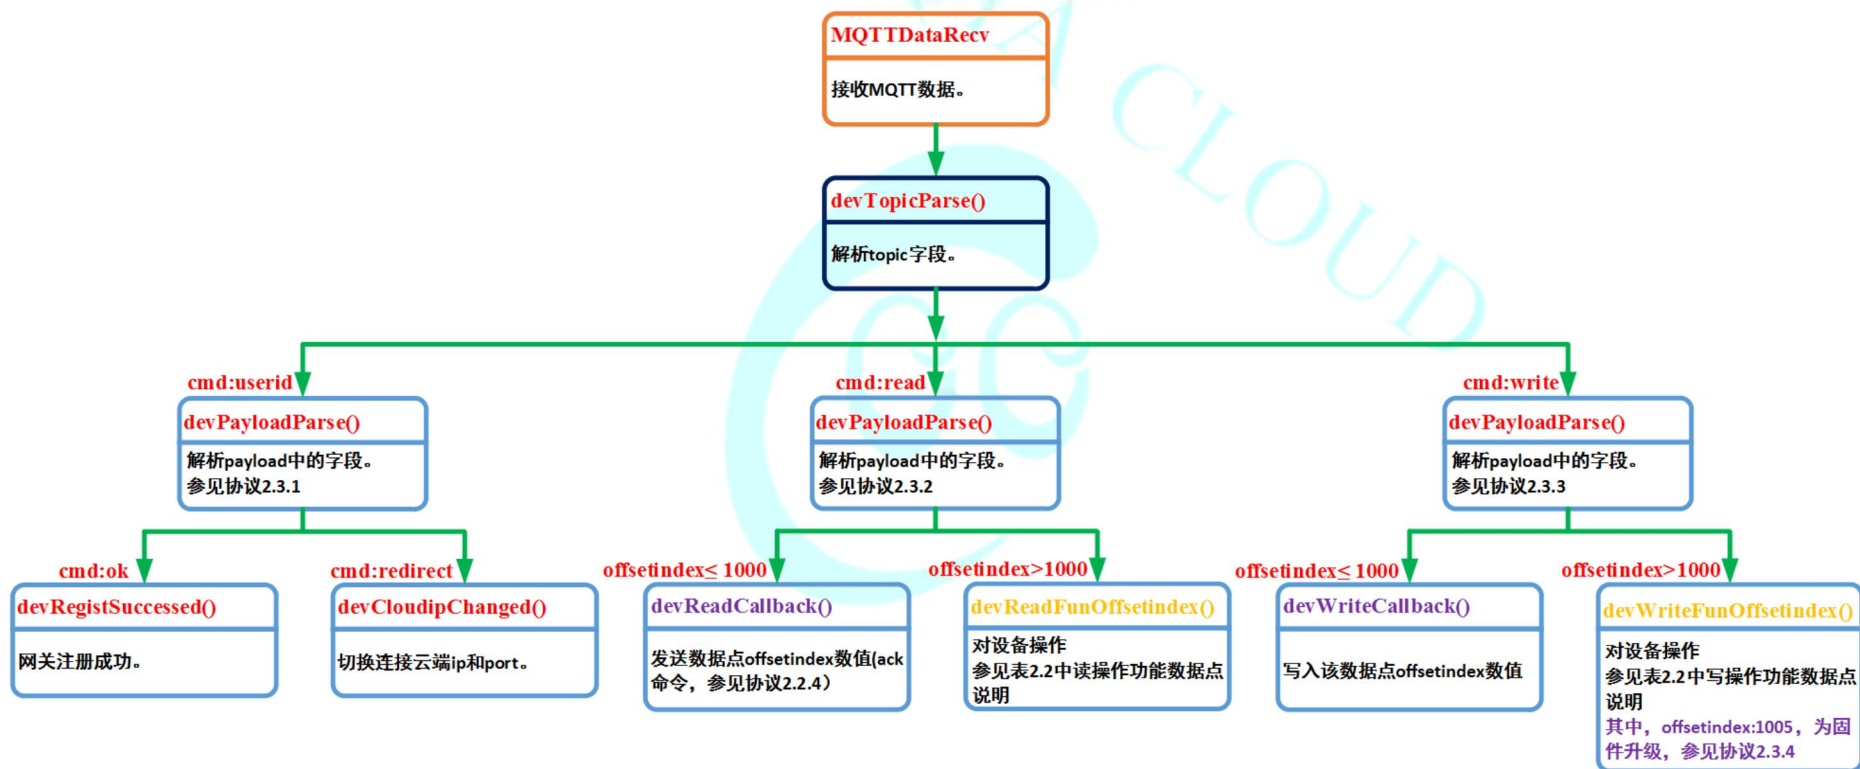 MQTTDataRecv
接收MQTT数据。
devTopicParse()
解析topic字段。
cmd:userid
devPayloadParse()
解析payload中的字段。
参见协议2.3.1
cmd:read
devPayloadParse()
解析payload中的字段。
参见协议2.3.2
cmd:write
devPayloadParse()
解析payload中的字段。
参见协议2.3.3
cmd:ok
devRegistSuccessed()
网关注册成功。
cmd:redirect
devCloudipChanged()
切换连接云端ip和port。
offsetindex≤ 1000
devReadCallback()
发送数据点offsetindex数值(ack
命令，参见协议2.2.4）
offsetindex>1000
devReadFunOffsetindex()
对设备操作
参见表2.2中读操作功能数据点
说明
offsetindex≤ 1000
devWriteCallback()
写入该数据点offsetindex数值
offsetindex>1000
devWriteFunOffsetindex()
对设备操作
参见表2.2中写操作功能数据点
说明
其中，offsetindex:1005，为固
件升级，参见协议2.3.4
CLOUD